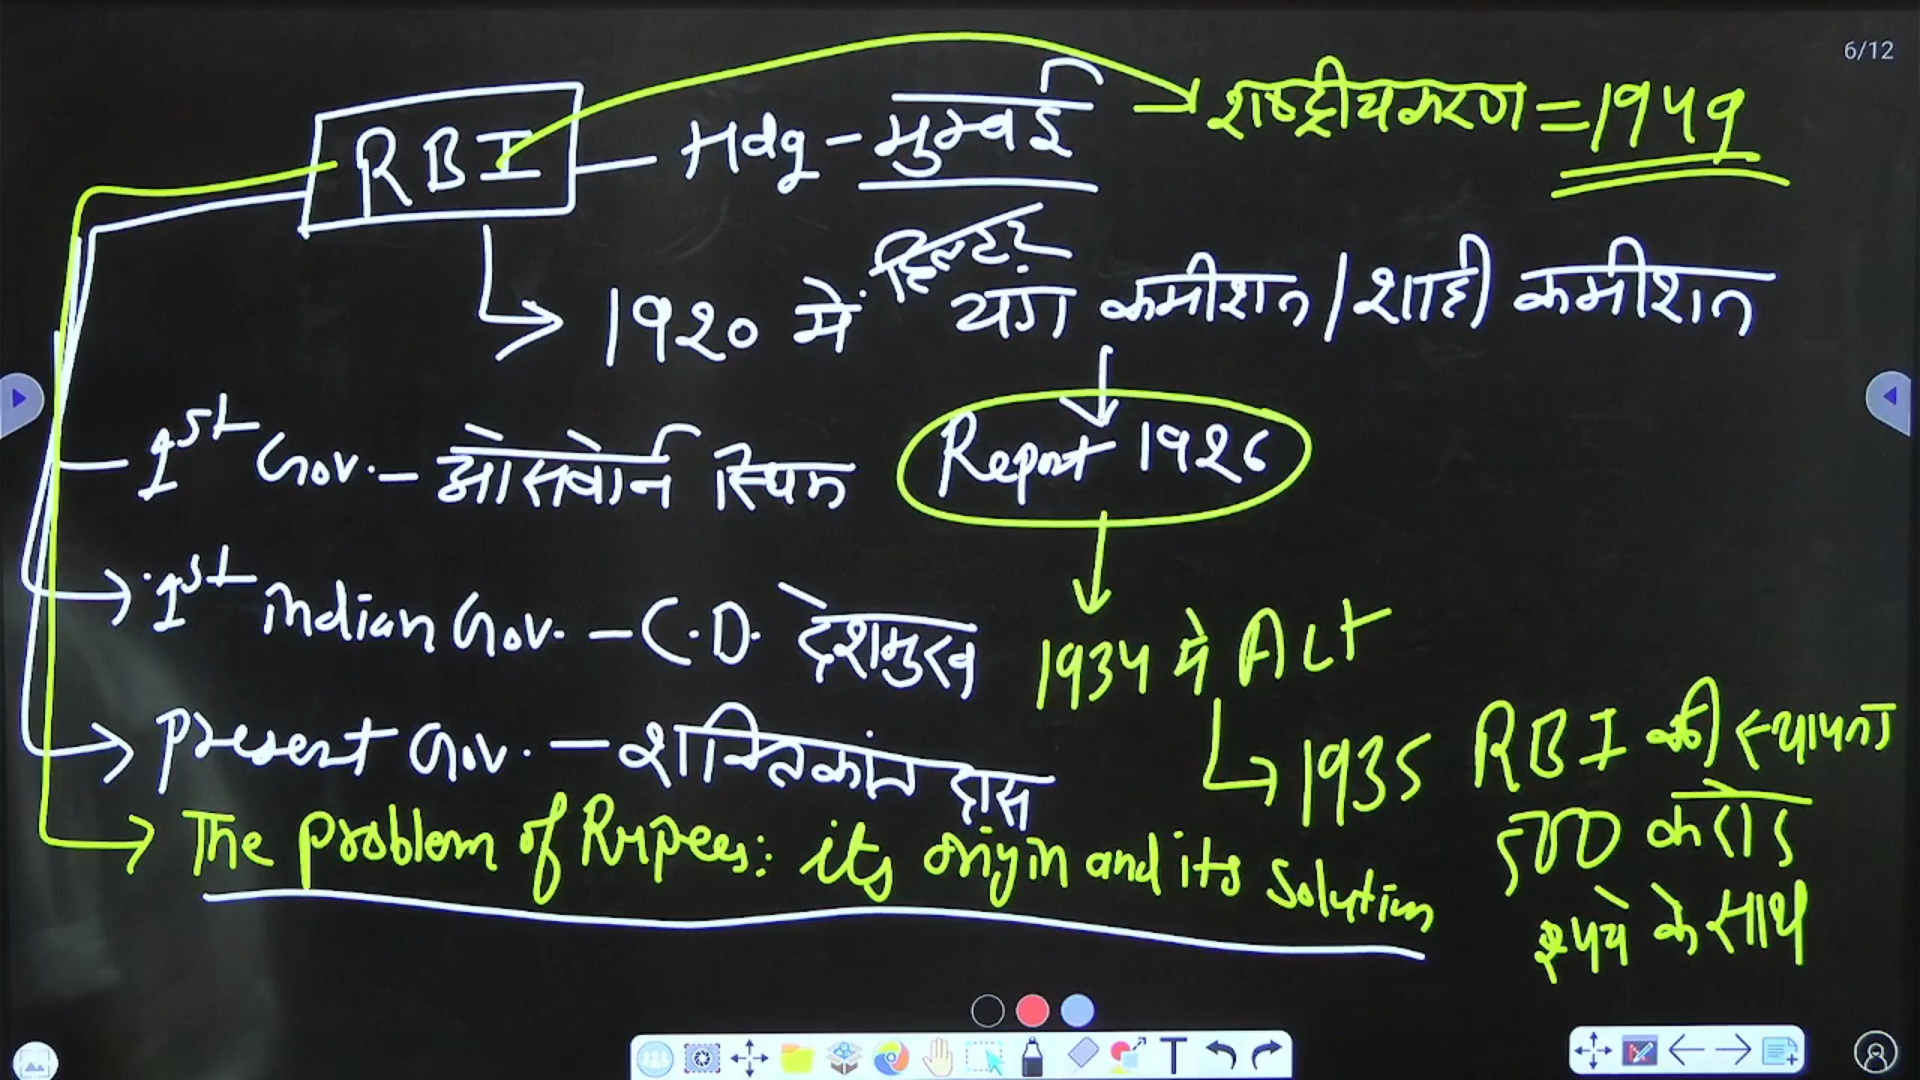 6/12
RBI – Hdg – मुम्बई → राष्ट्रीयकरण = 1949
1920 में हिल्टन यंग कमीशन / शाही कमीशन
Report 1926
1st Gov. – ओसबोर्न स्मिथ
1st indian Gov. – C.D. देशमुख
1934 में Act
Present Gov. – शक्तिकांत दास
1935 RBI की स्थापना
500 करोड़
रुपये के साथ
The problem of Rupees: its origin and its solution